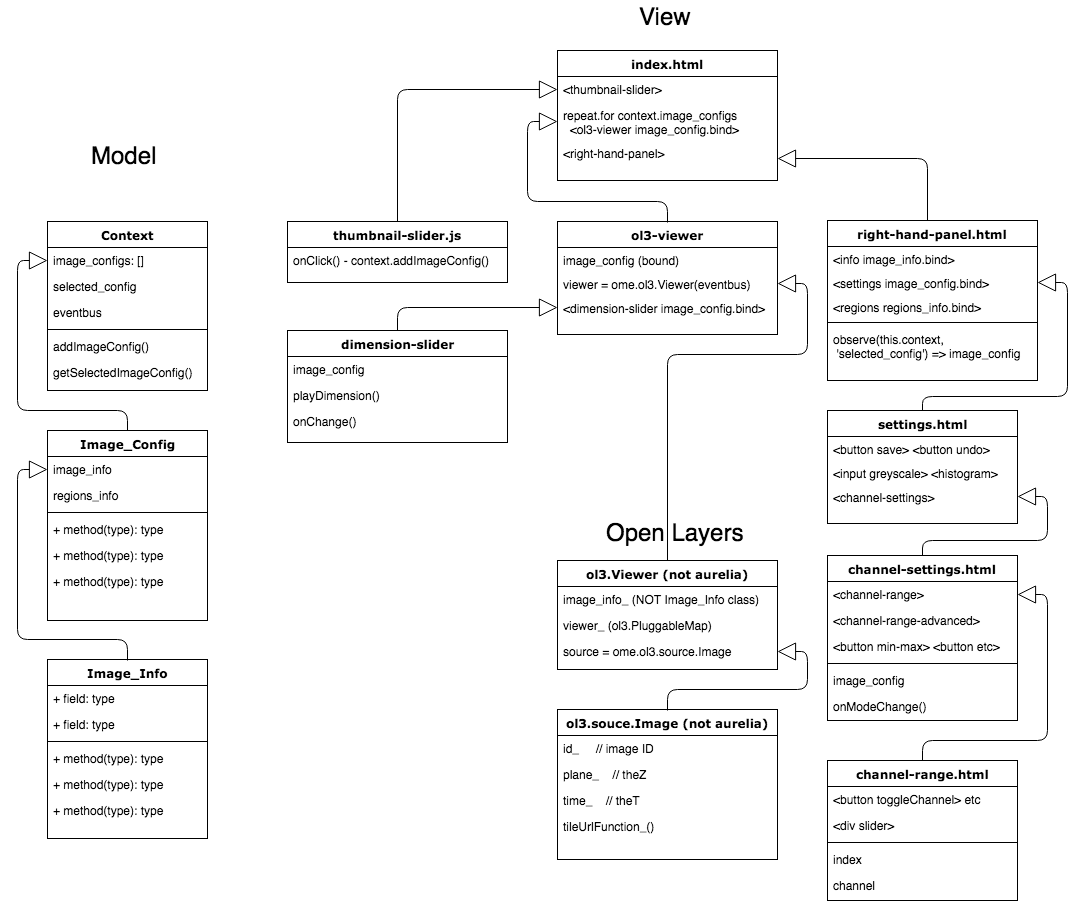 View
index.html
<thumbnail-slider>
repeat.for context.image_configs
<ol3-viewer image_config.bind>
<right-hand-panel>
Model
Context
image_configs: []
selected_config
eventbus
addImageConfig()
getSelectedImageConfig()
Image_Config
image_info
regions_info
+ method(type): type
+ method(type): type
+ method(type): type
Image_Info
+ field: type
+ field: type
+ method(type): type
+ method(type): type
+ method(type): type
thumbnail-slider.js
onClick() - context.addImageConfig()
dimension-slider
image_config
playDimension()
onChange()
ol3-viewer
image_config (bound)
viewer = ome.ol3.Viewer(eventbus)
<dimension-slider image_config.bind>
Open Layers
ol3.Viewer (not aurelia)
image_info_ (NOT Image_Info class)
viewer_ (ol3.PluggableMap)
source = ome.ol3.source.Image
ol3.souce.Image (not aurelia)
id_ // image ID
plane_ // theZ
time_ // theT
tileUrlFunction_()
right-hand-panel.html
<info image_info.bind>
<settings image_config.bind>
<regions regions_info.bind>
observe(this.context,
'selected_config') => image_config
settings.html
<button save> <button undo>
<input greyscale> <histogram>
<channel-settings>
channel-settings.html
<channel-range>
<channel-range-advanced>
<button min-max> <button etc>
image_config
onModeChange()
channel-range.html
<button toggleChannel> etc
<div slider>
index
channel